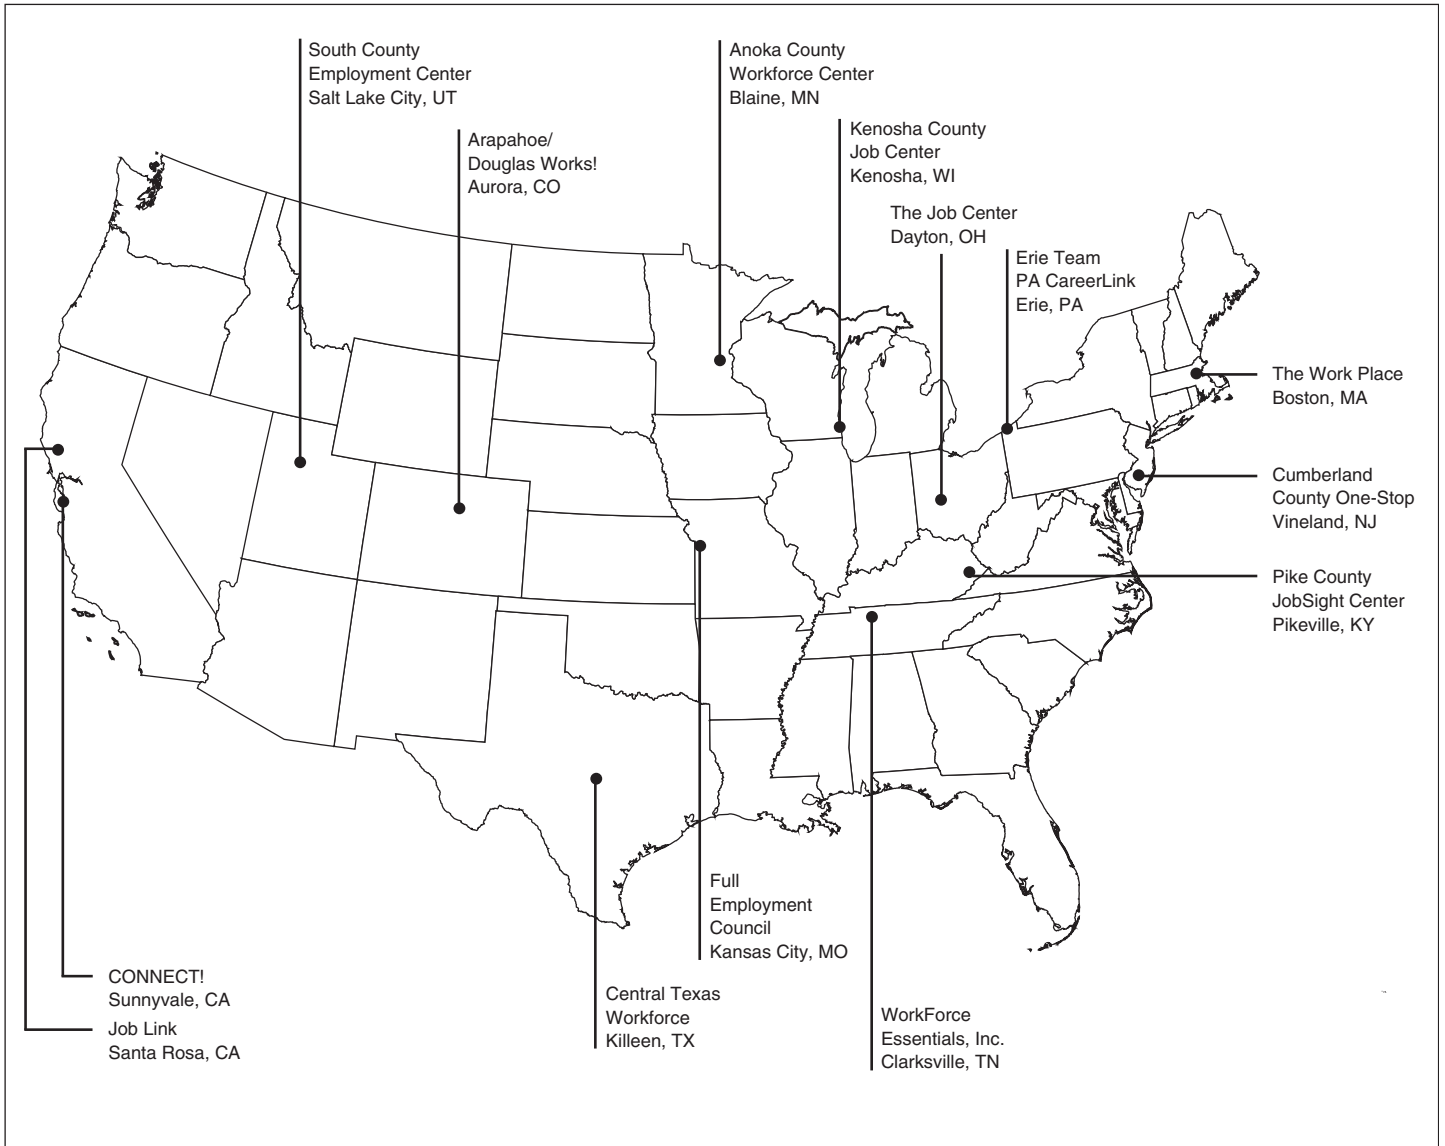 South County
Employment Center
Salt Lake City, UT
Anoka County
Workforce Center
Blaine, MN
Arapahoe/
Douglas Works!
Aurora, CO
Kenosha County
Job Center
Kenosha, WI
The Job Center
Dayton, OH
Erie Team
PA CareerLink
Erie, PA
The Work Place
Boston, MA
Cumberland
County One-Stop
Vineland, NJ
Pike County
JobSight Center
Pikeville, KY
Full
Employment
Council
Kansas City, MO
CONNECT!
Sunnyvale, CA
Job Link
Santa Rosa, CA
Central Texas
Workforce
Killeen, TX
WorkForce
Essentials, Inc.
Clarksville, TN